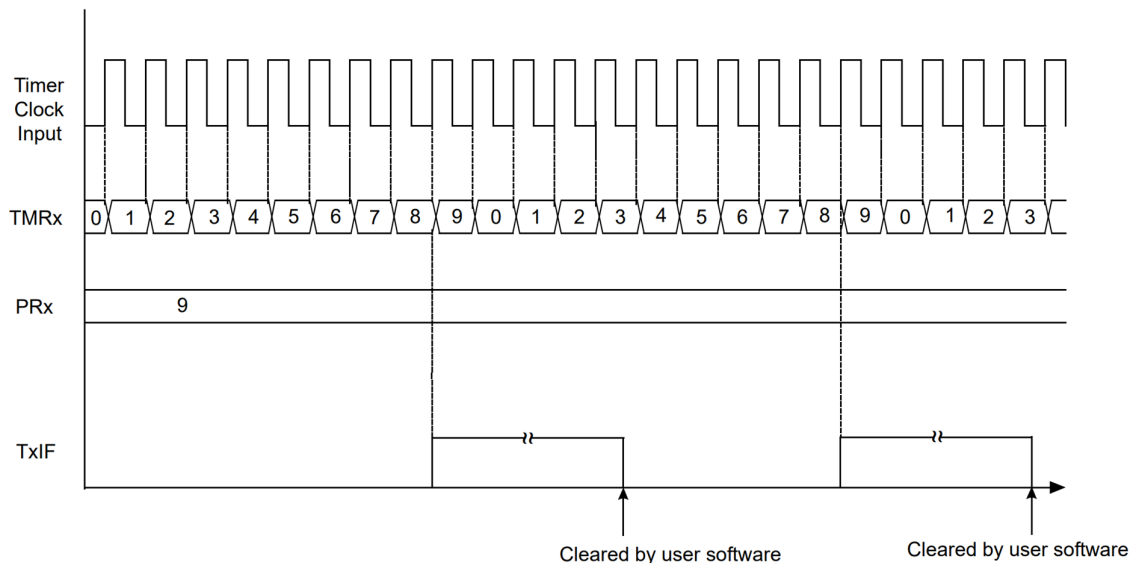 Timer
Clock
Input
TMRx
0 1 2 3 4 5 6 7 8 9 0 1 2 3 4 5 6 7 8 9 0 1 2 3
PRx
9
TxIF
Cleared by user software
Cleared by user software